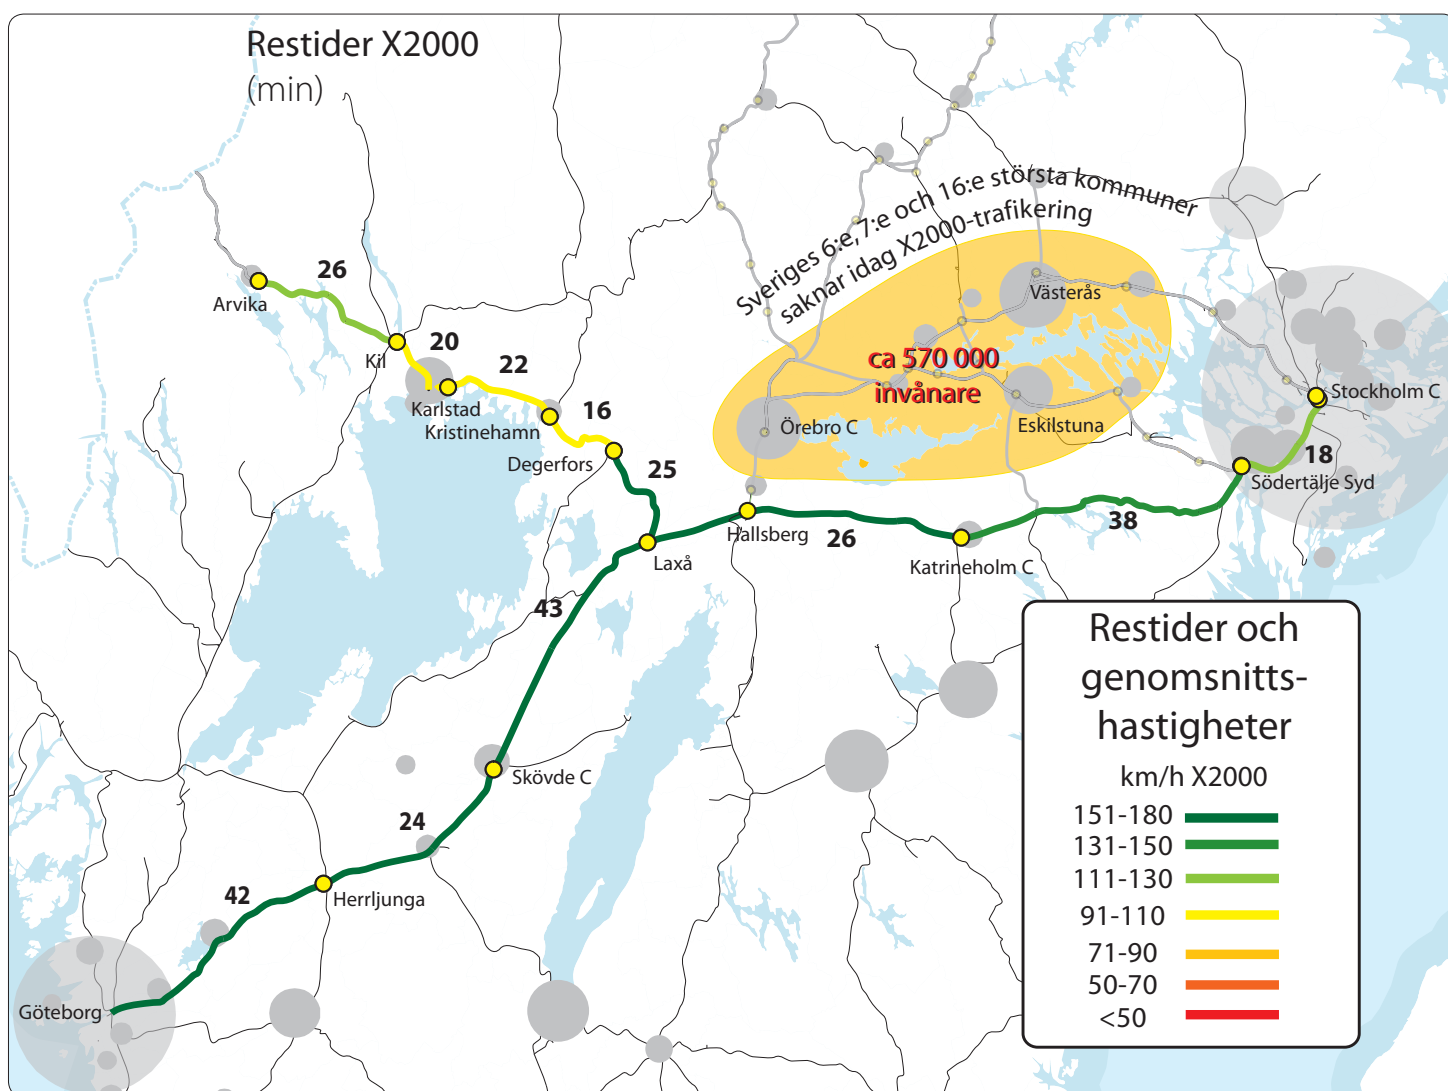 Restider X2000
(min)
Sveriges 6:e, 7:e och 16:e största kommuner
saknar idag X2000-trafikering
26
Arvika
Västerås
20
Kil
22
ca 570 000
invånare
Karlstad
Kristinehamn
16
Stockholm C
Örebro C
Eskilstuna
Degerfors
25
18
Södertälje Syd
Hallsberg
26
38
Laxå
Katrineholm C
43
Skövde C
24
42
Herrljunga
Göteborg
Restider och
genomsnitts-
hastigheter
km/h X2000
151-180
131-150
111-130
91-110
71-90
50-70
<50